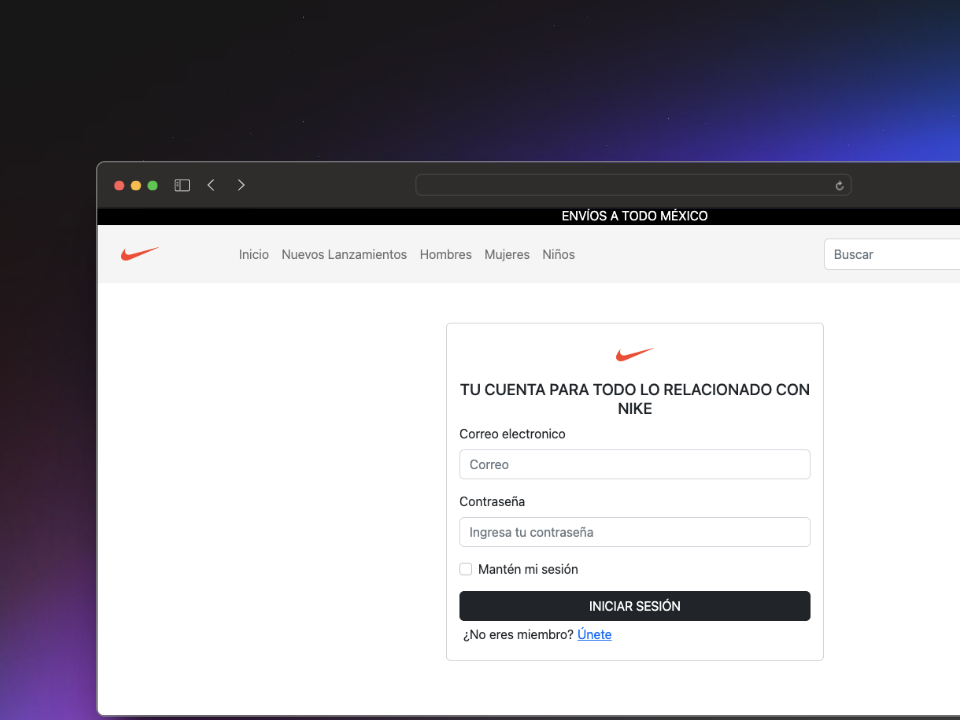 ENVÍOS A TODO MÉXICO
Inicio Nuevos Lanzamientos Hombres Mujeres Niños Buscar
TU CUENTA PARA TODO LO RELACIONADO CON
NIKE
Correo electronico
Correo
Contraseña
Ingresa tu contraseña
Mantén mi sesión
INICIAR SESIÓN
¿No eres miembro? Únete